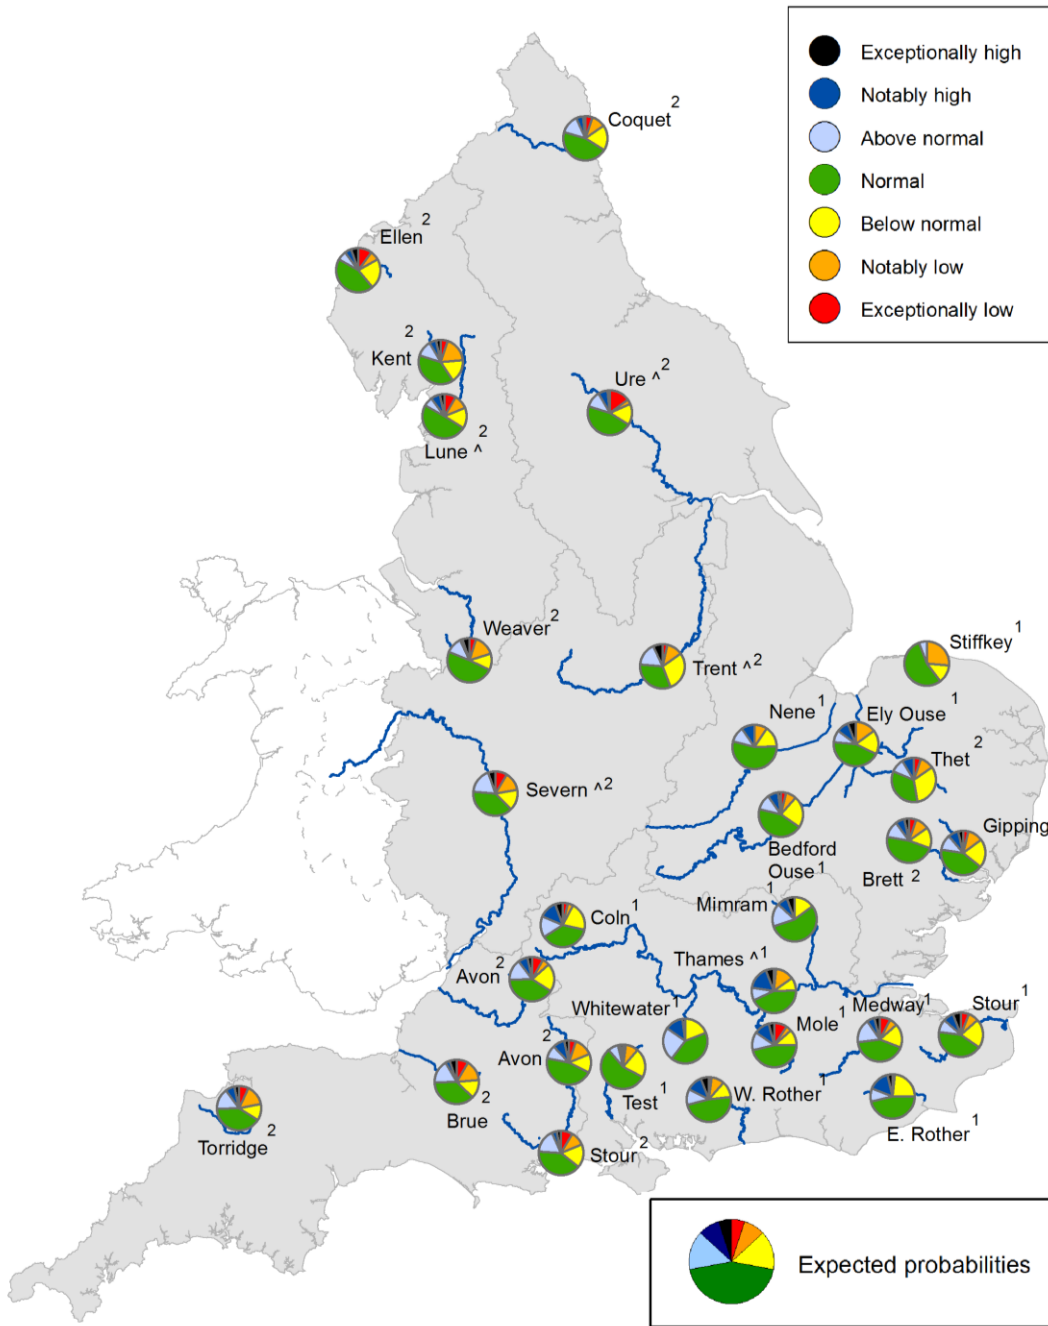 Exceptionally high
Notably high
Above normal
Normal
Below normal
Notably low
Exceptionally low
Coquet 2
Ellen 2
Kent 2
Ure ^2
Lune ^ 2
Weaver 2
Trent ^2
Stiffkey 1
Nene 1
Ely Ouse 1
Thet 2
Severn ^2
Bedford
Ouse 1
Gipping
Brett 2
Mimram 1
Coln 1
Thames ^1
Avon 2
Whitewater 1
Mole 1
Medway 1
Stour 1
Avon 2
Test 1
W. Rother 1
E. Rother 1
Brue 2
Torridge 2
Stour 2
Expected probabilities